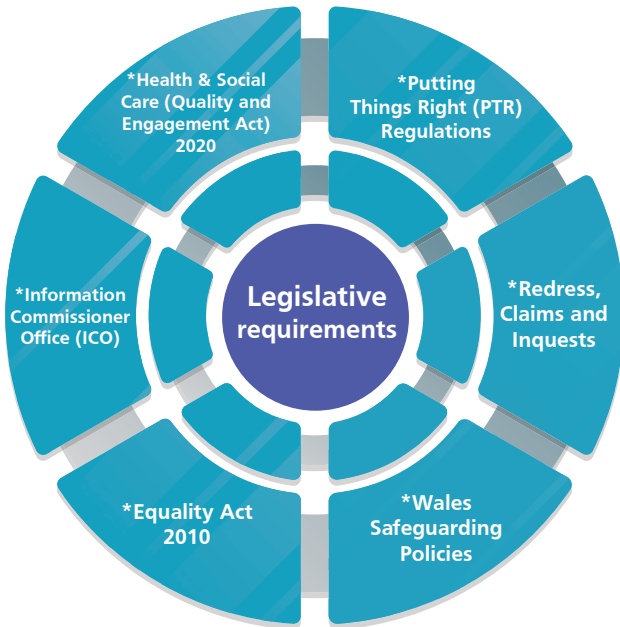 *Health & Social
Care (Quality and
Engagement Act)
2020
*Putting
Things Right (PTR)
Regulations
*Information
Commissioner
Office (ICO)
Legislative
requirements
*Redress,
Claims and
Inquests
*Equality Act
2010
*Wales
Safeguarding
Policies